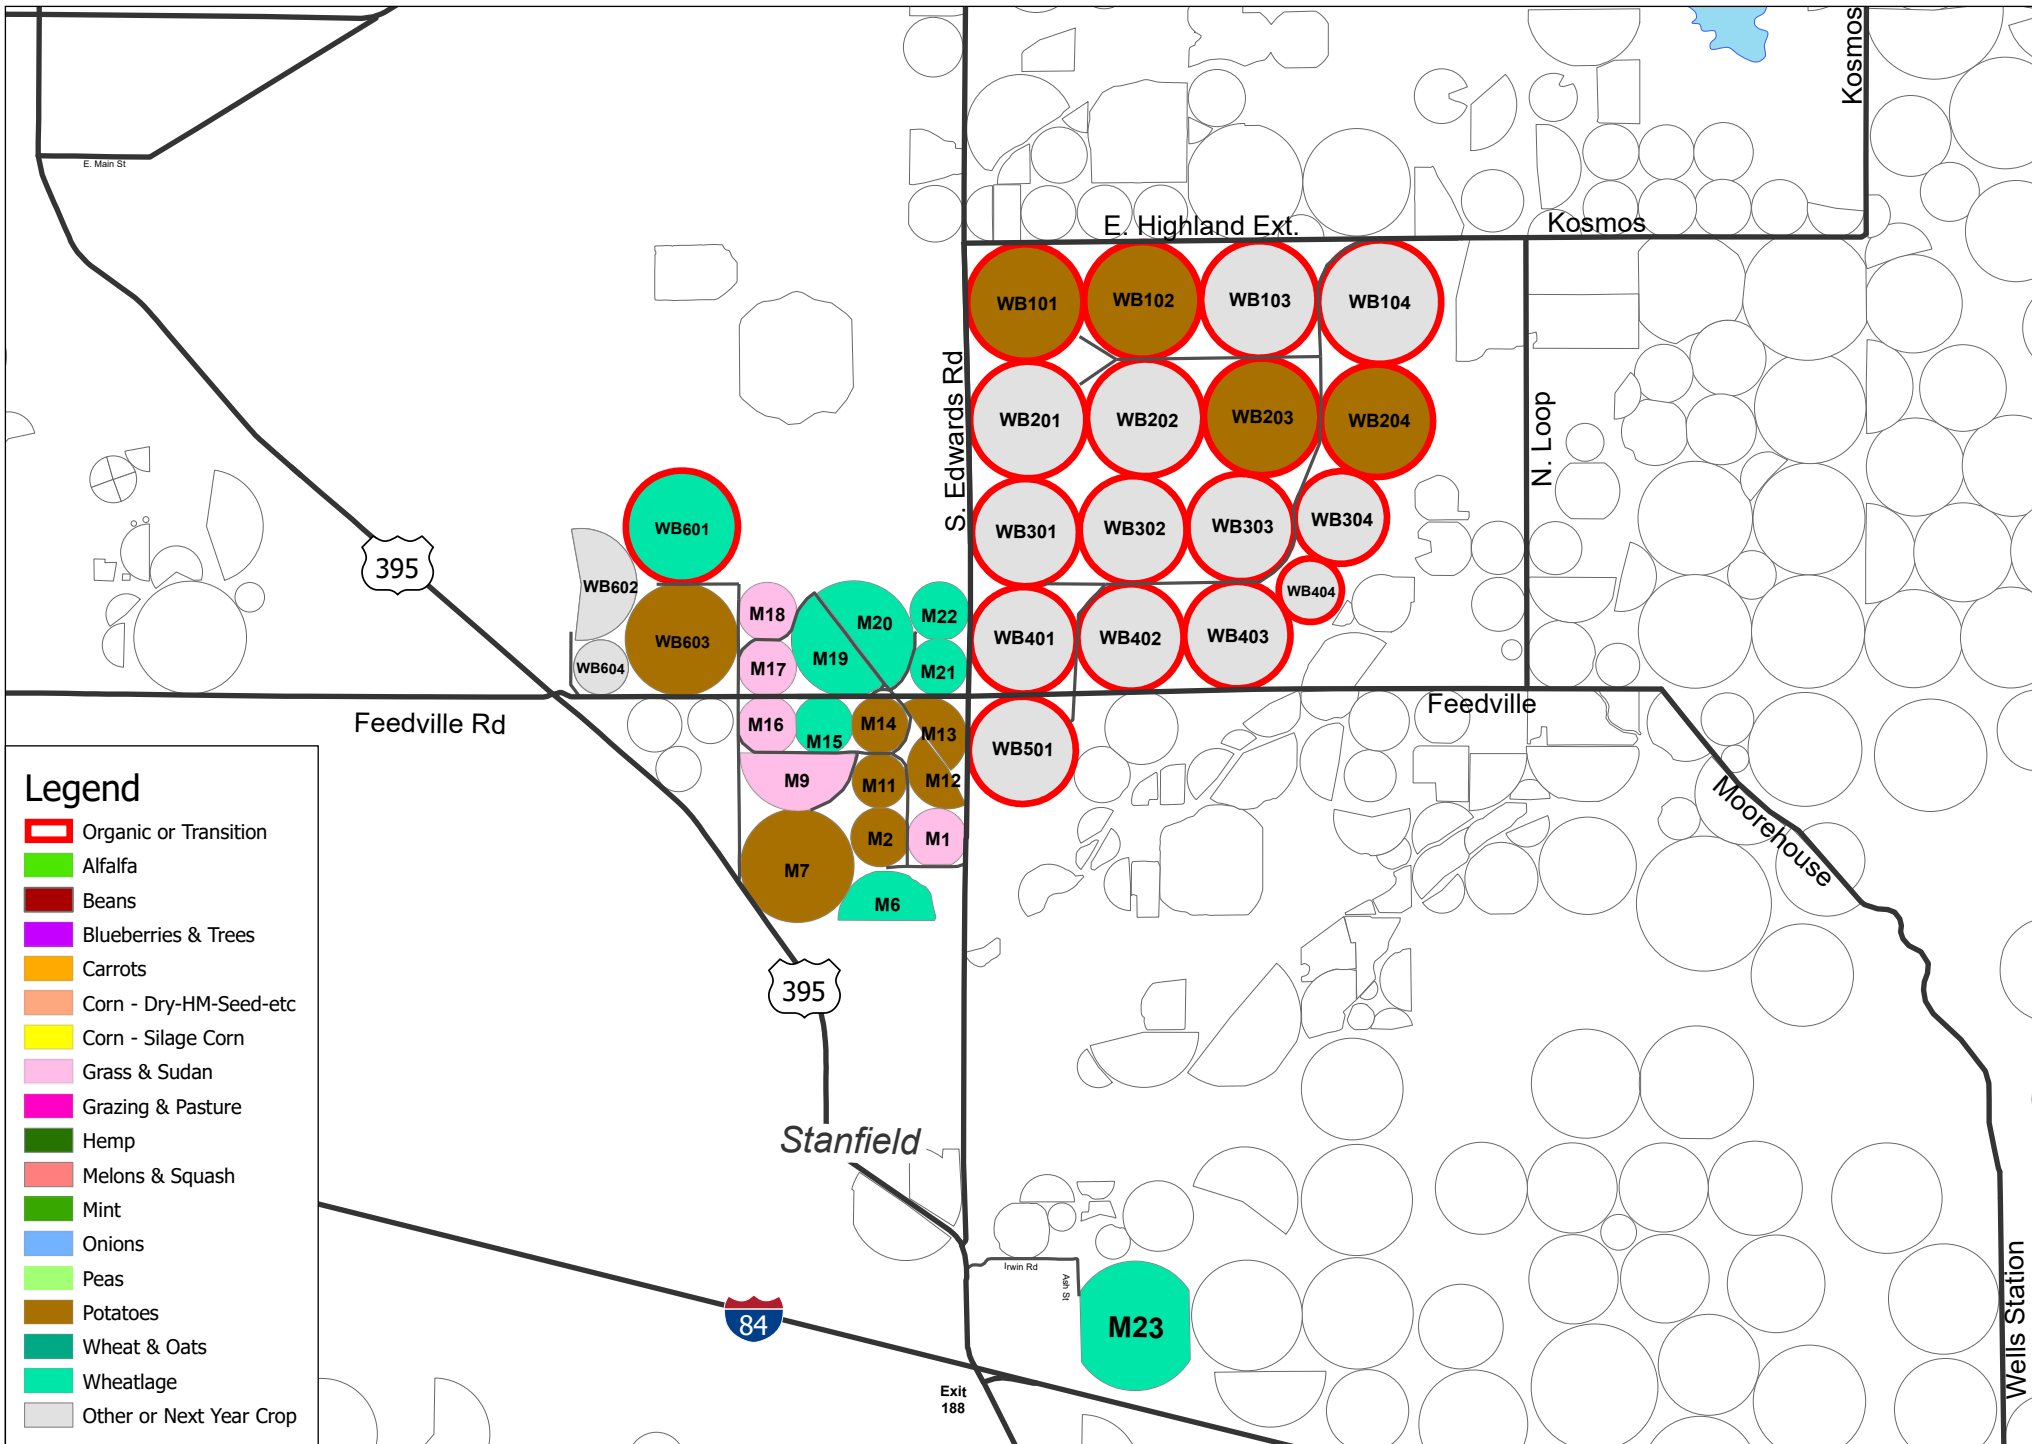 Kosmos
E. Main St
E. Highland Ext.
Kosmos
WB101
WB102
WB103
WB104
S. Edwards Rd
WB201
WB202
WB203
WB204
N. Loop
WB601
WB301
WB302
WB303
WB304
395
WB602
WB404
M18
M20
M22
WB603
WB401
WB402
WB403
M19
WB604
M17
M21
Feedville Rd
M16
M15
M14
M13
WB501
Feedville
M9
M11
M12
Moorehouse
M2
M1
M7
M6
395
Stanfield
Irwin Rd
Ash St
M23
84
Exit
188
Wells Station
Legend
Organic or Transition
Alfalfa
Beans
Blueberries & Trees
Carrots
Corn - Dry-HM-Seed-etc
Corn - Silage Corn
Grass & Sudan
Grazing & Pasture
Hemp
Melons & Squash
Mint
Onions
Peas
Potatoes
Wheat & Oats
Wheatlage
Other or Next Year Crop